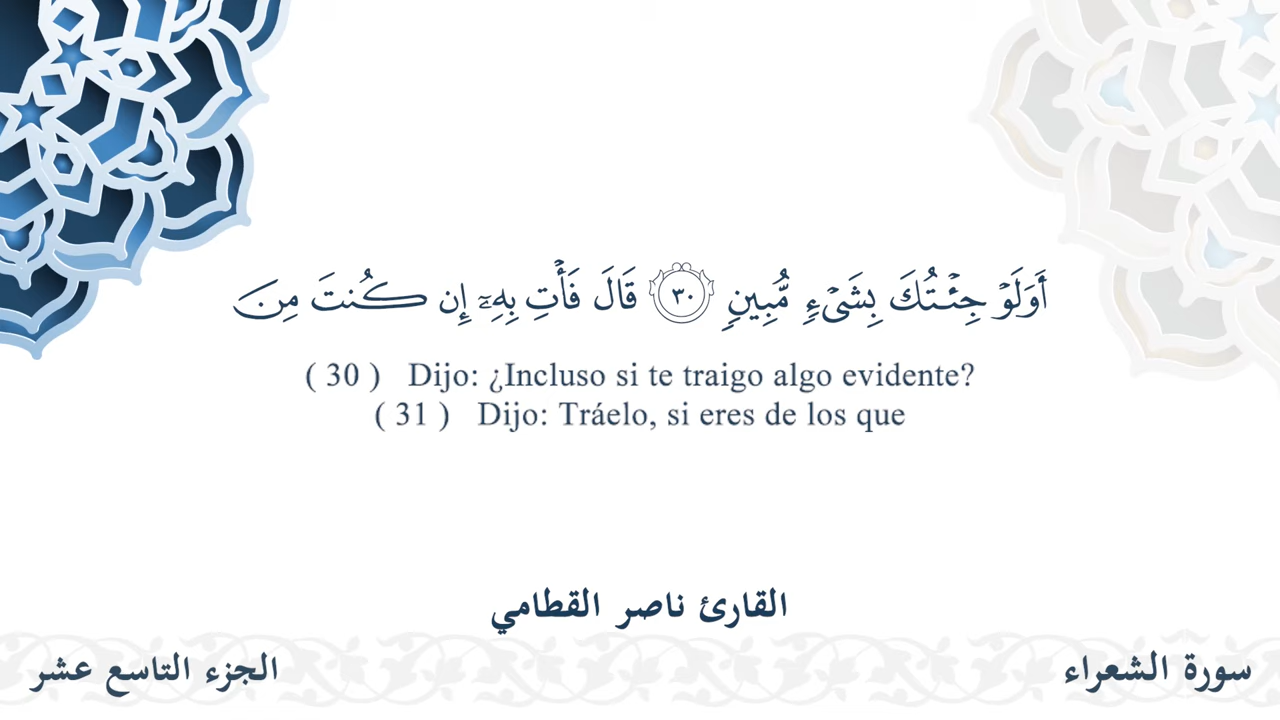 أَوَلَوْ جِئْتُكَ بِشَىْءٍ مُّبِينٍ ٣٠ قَالَ فَأْتِ بِهِۦٓ إِن كُنتَ مِنَ
( 30 ) Dijo: ¿Incluso si te traigo algo evidente?
( 31 ) Dijo: Tráelo, si eres de los que
القارئ ناصر القطامي
سورة الشعراء
الجزء التاسع عشر